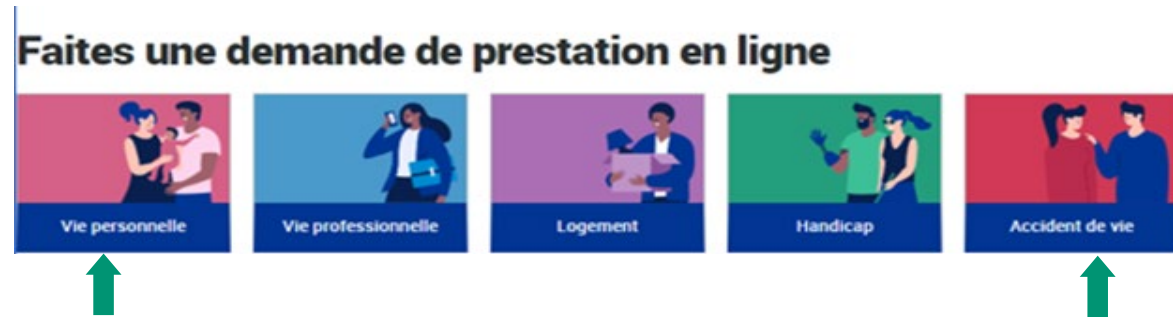 Faites une demande de prestation en ligne
Vie personnelle
Vie professionnelle
Logement
Handicap
Accident de vie